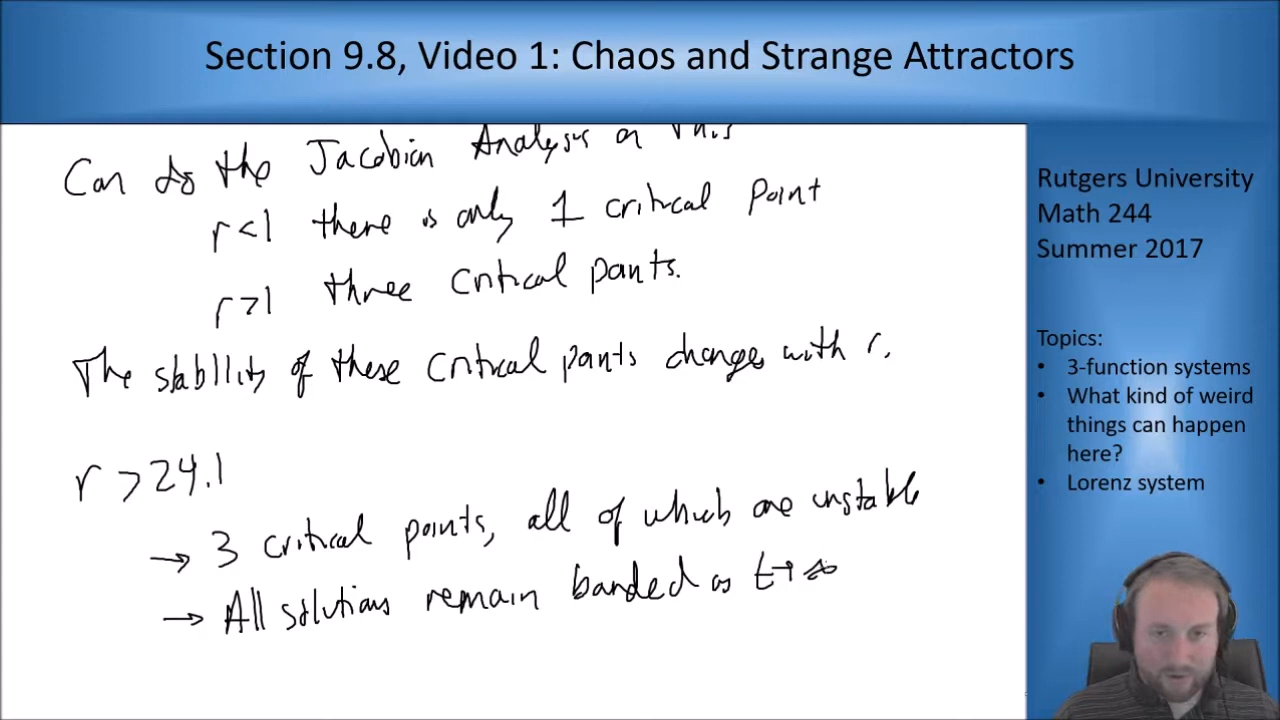 Section 9.8, Video 1: Chaos and Strange Attractors
Can do the Jacobian Analysis on this
r < 1 there is only 1 critical point
r > 1 three critical points.
The stability of these critical points changes with r.
r > 24.1
→ 3 critical points, all of which are unstable
→ All solutions remain bounded as t→∞
Rutgers University
Math 244
Summer 2017
Topics:
• 3-function systems
• What kind of weird
things can happen
here?
• Lorenz system